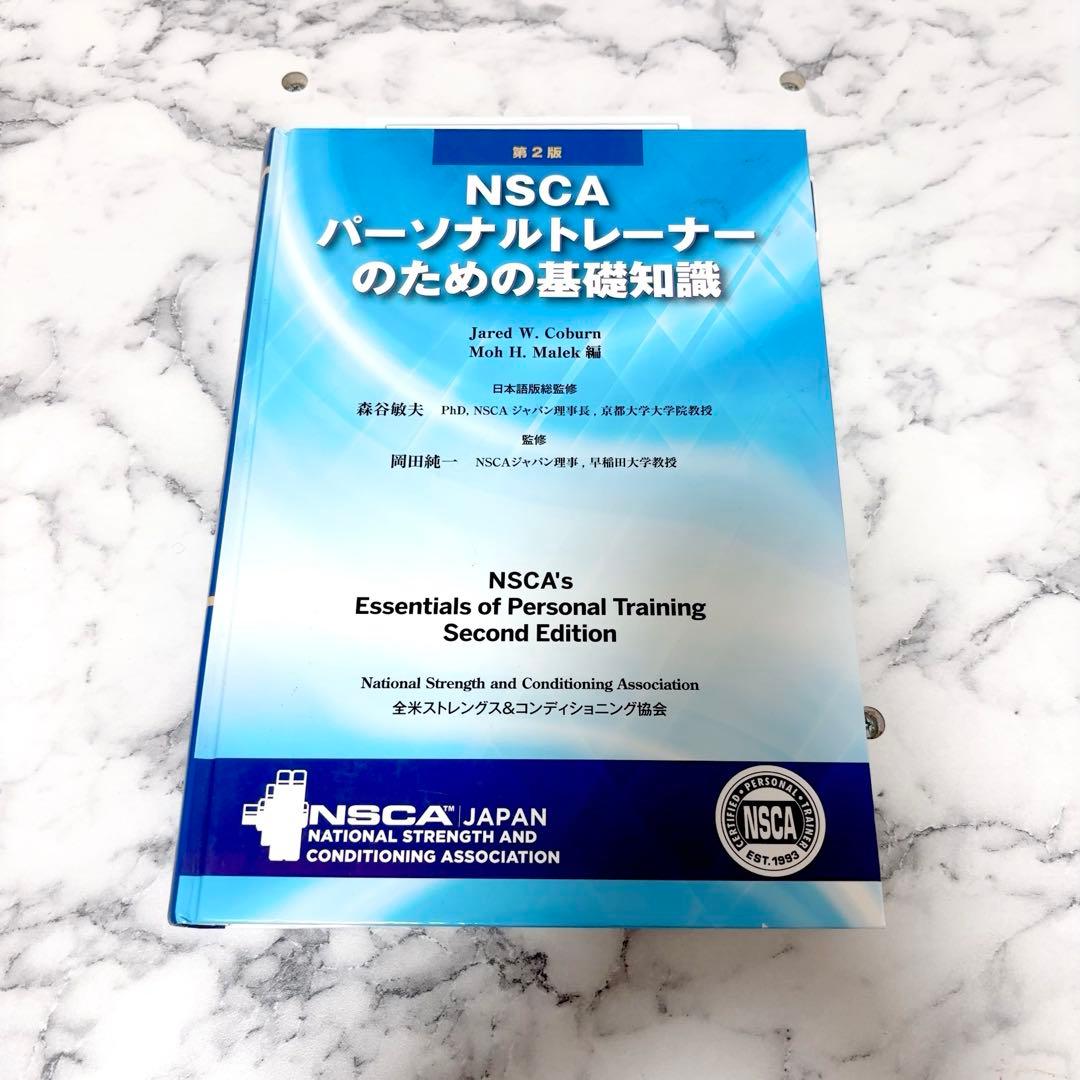 第2版
NSCA
パーソナルトレーナー
のための基礎知識
Jared W. Coburn
Moh H. Malek 編
日本語版総監修
森谷敏夫 PhD, NSCA ジャパン理事長 , 京都大学大学院教授
監修
岡田純一 NSCAジャパン理事 , 早稲田大学教授
NSCA's
Essentials of Personal Training
Second Edition
National Strength and Conditioning Association
全米ストレングス&コンディショニング協会
NSCA™ JAPAN
NATIONAL STRENGTH AND
CONDITIONING ASSOCIATION
CERTIFIED • PERSONAL • TRAINER
NSCA
EST. 1993